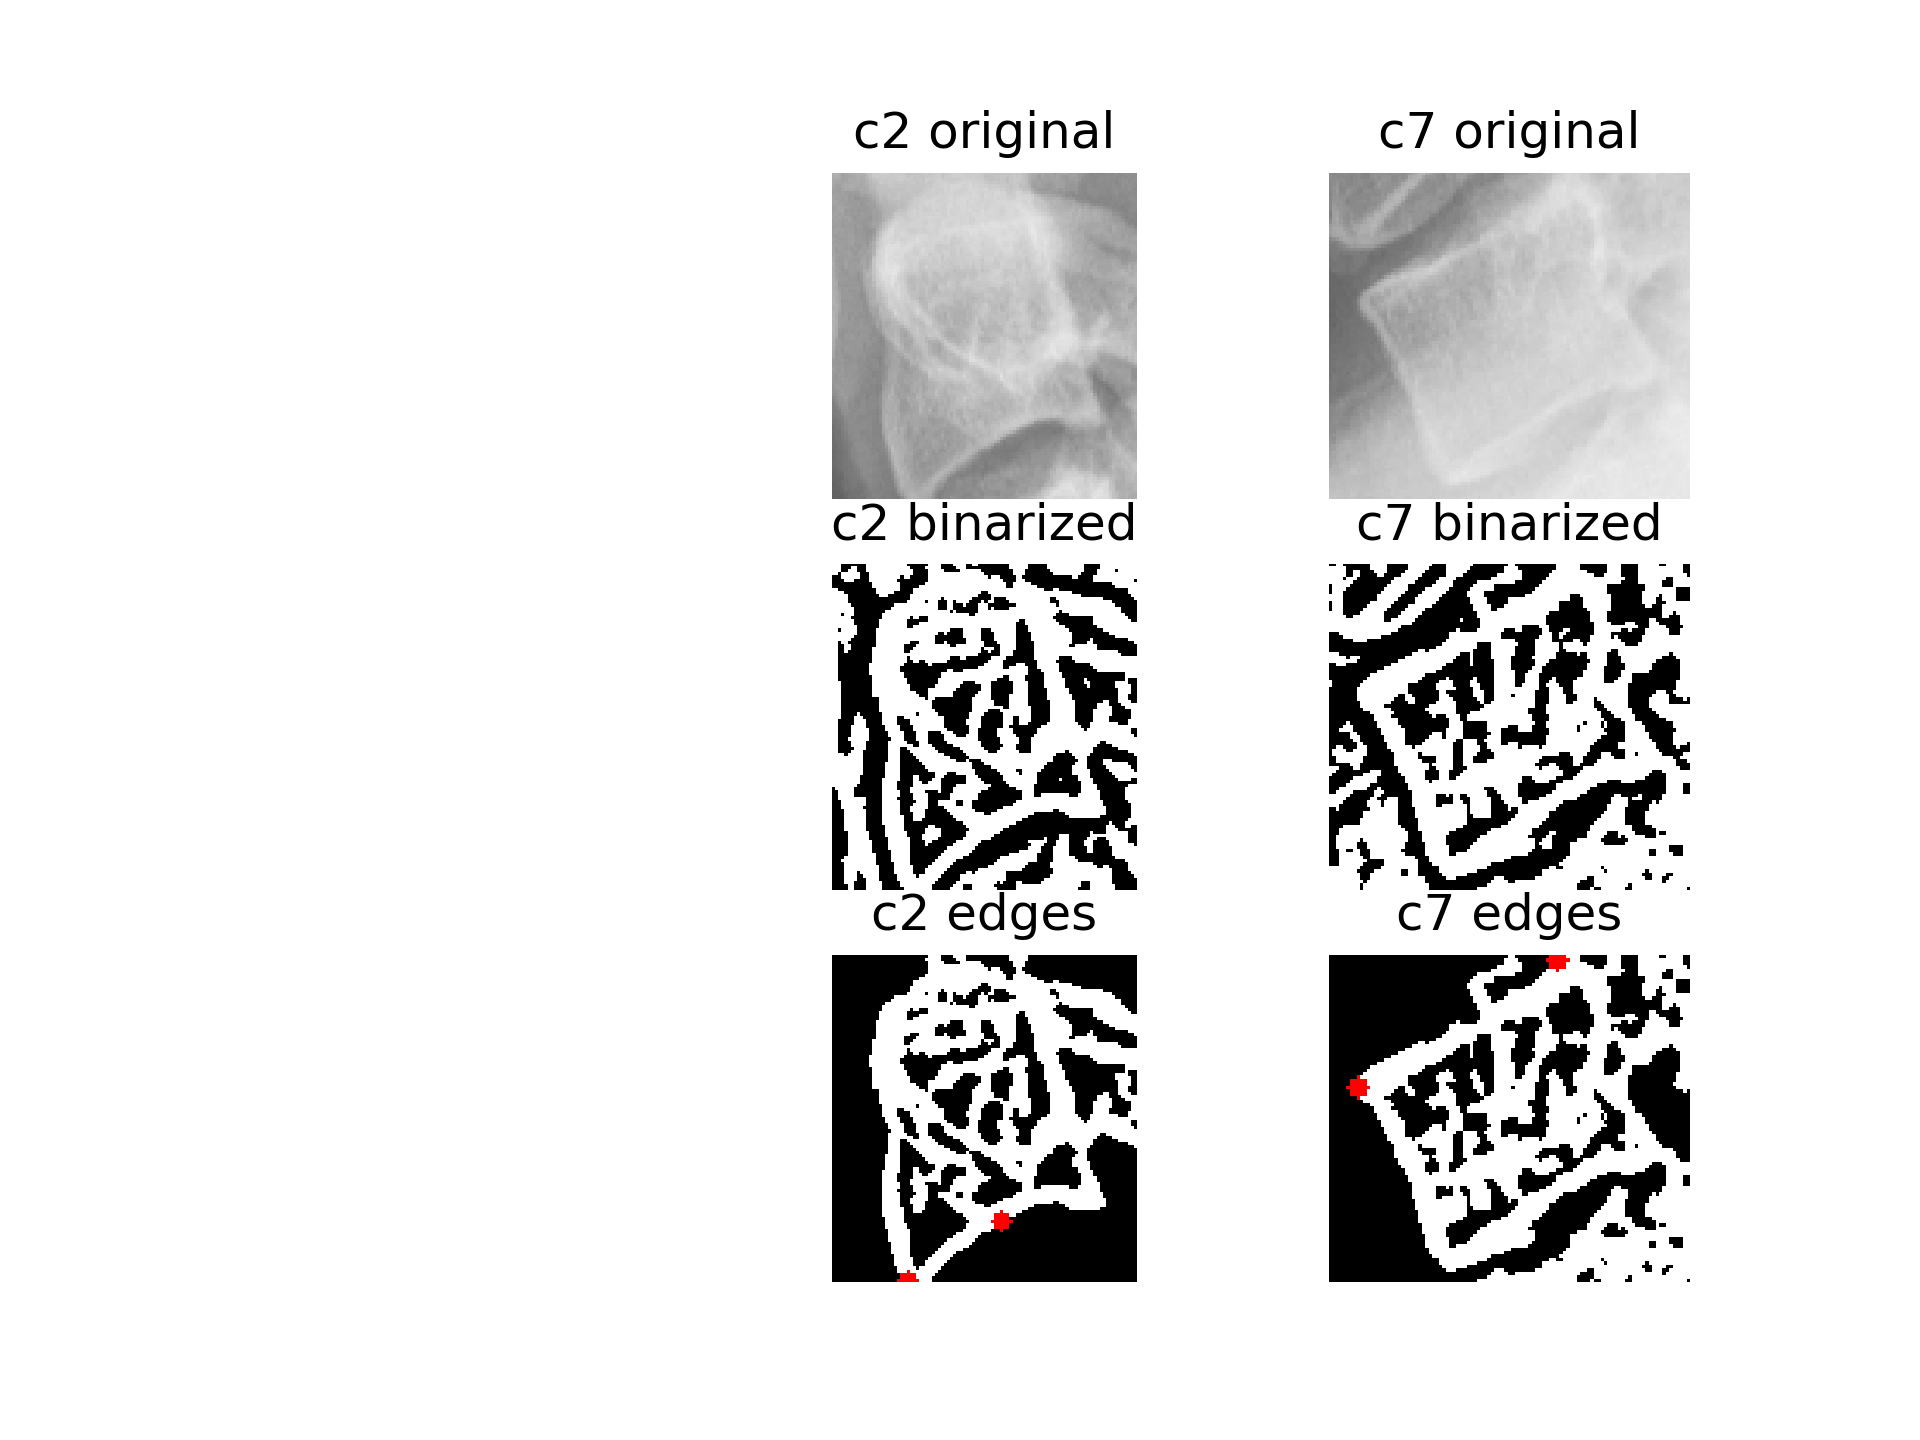 c2 original
c7 original
c2 binarized
c7 binarized
c2 edges
c7 edges